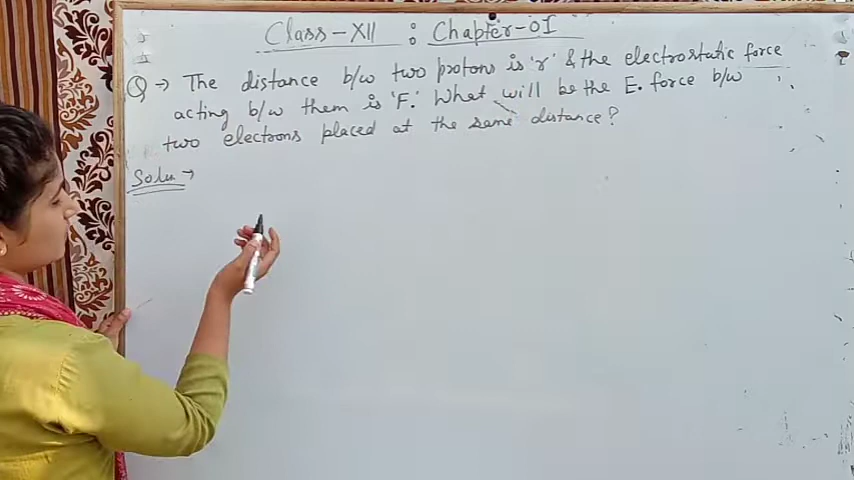 Class-XII : Chapter-01
Q → The distance b/w two protons is 'r' & the electrostatic force
acting b/w them is 'F.' What will be the E. force b/w
two electrons placed at the same distance?
Soln →